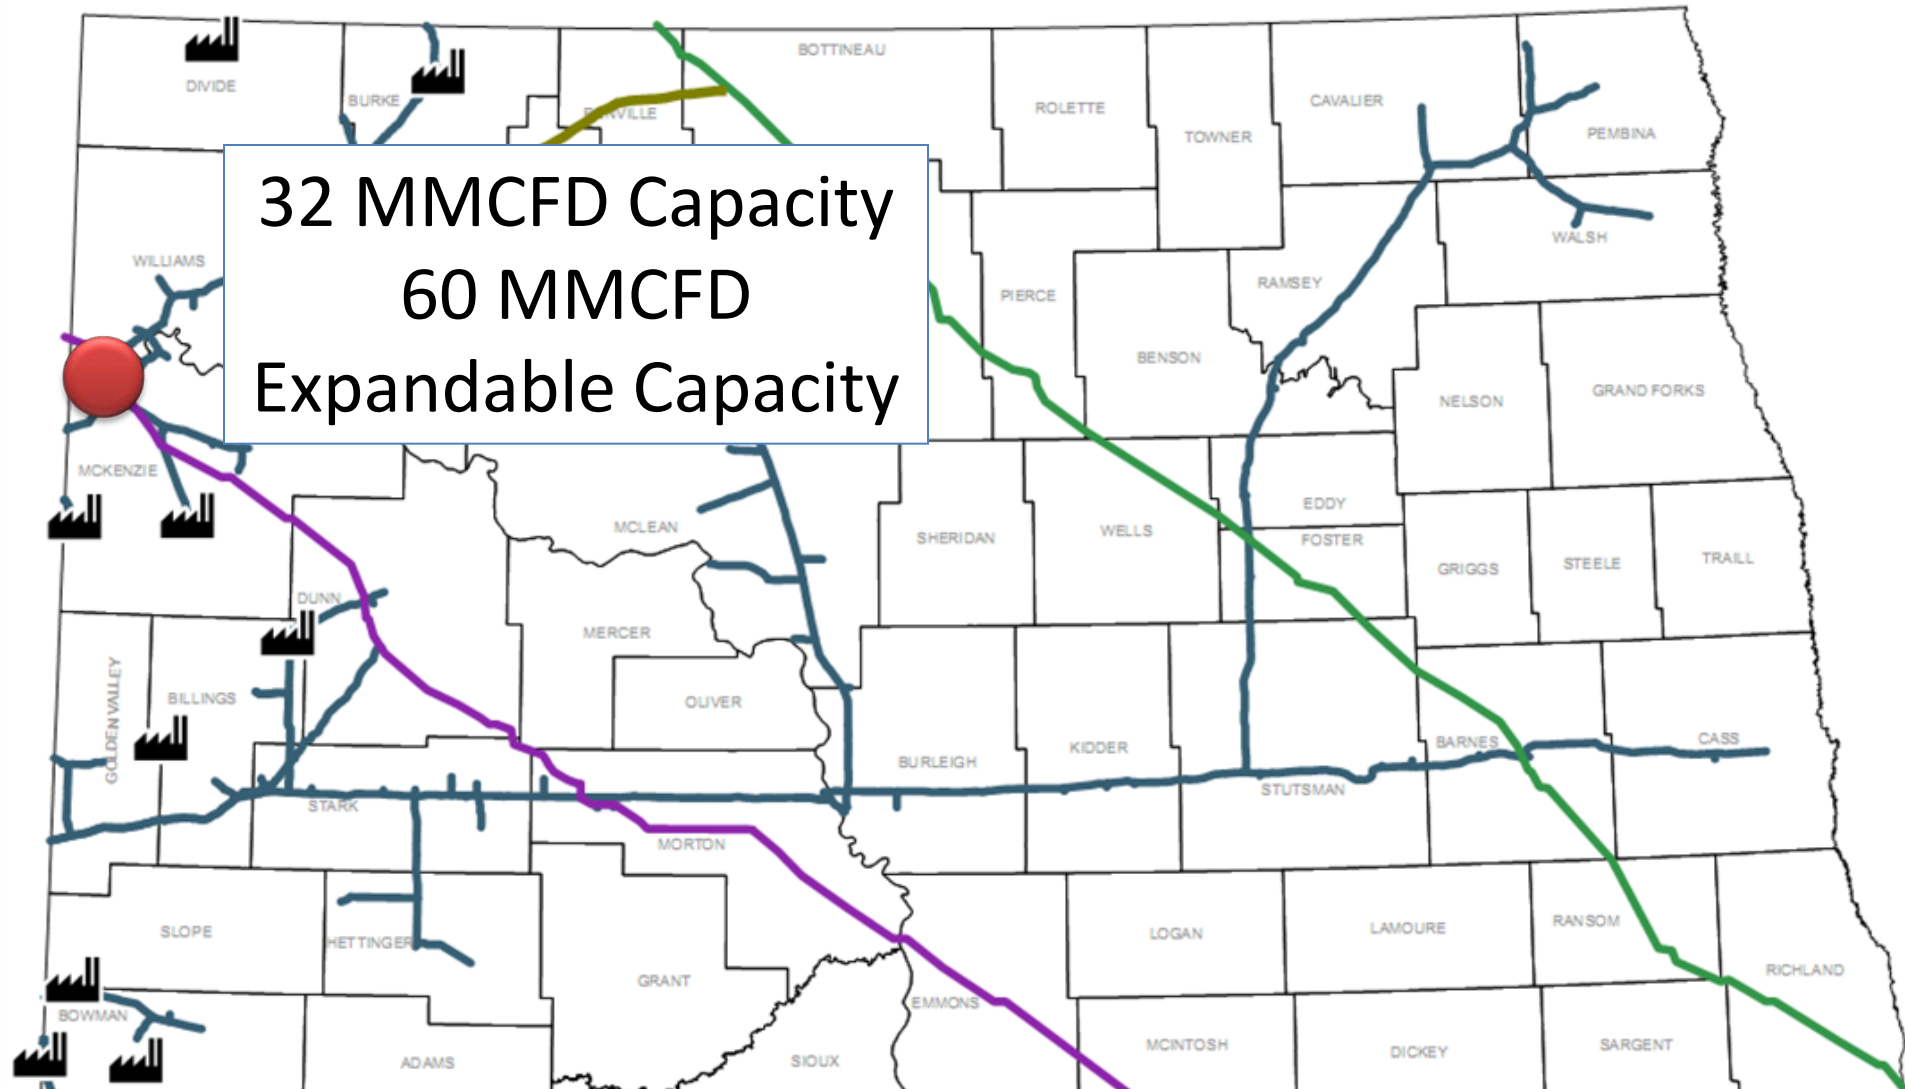 BOTTINEAU
DIVIDE
BURKE
CAVALIER
ROLETTE
PEMBINA
TOWNER
32 MMCFD Capacity
60 MMCFD
Expandable Capacity
WALSH
WILLIAMS
RAMSEY
PIERCE
BENSON
GRAND FORKS
NELSON
MCKENZIE
EDDY
MCLEAN
WELLS
SHERIDAN
FOSTER
TRAILL
STEELE
GRIGGS
DUNN
MERCER
BILLINGS
OLIVER
GOLDEN VALLEY
CASS
BARNES
KIDDER
BURLEIGH
STUTSMAN
STARK
MORTON
RANSOM
LAMOURE
SLOPE
LOGAN
HETTINGER
RICHLAND
GRANT
EMMONS
BOWMAN
MCINTOSH
SARGENT
DICKEY
SIOUX
ADAMS